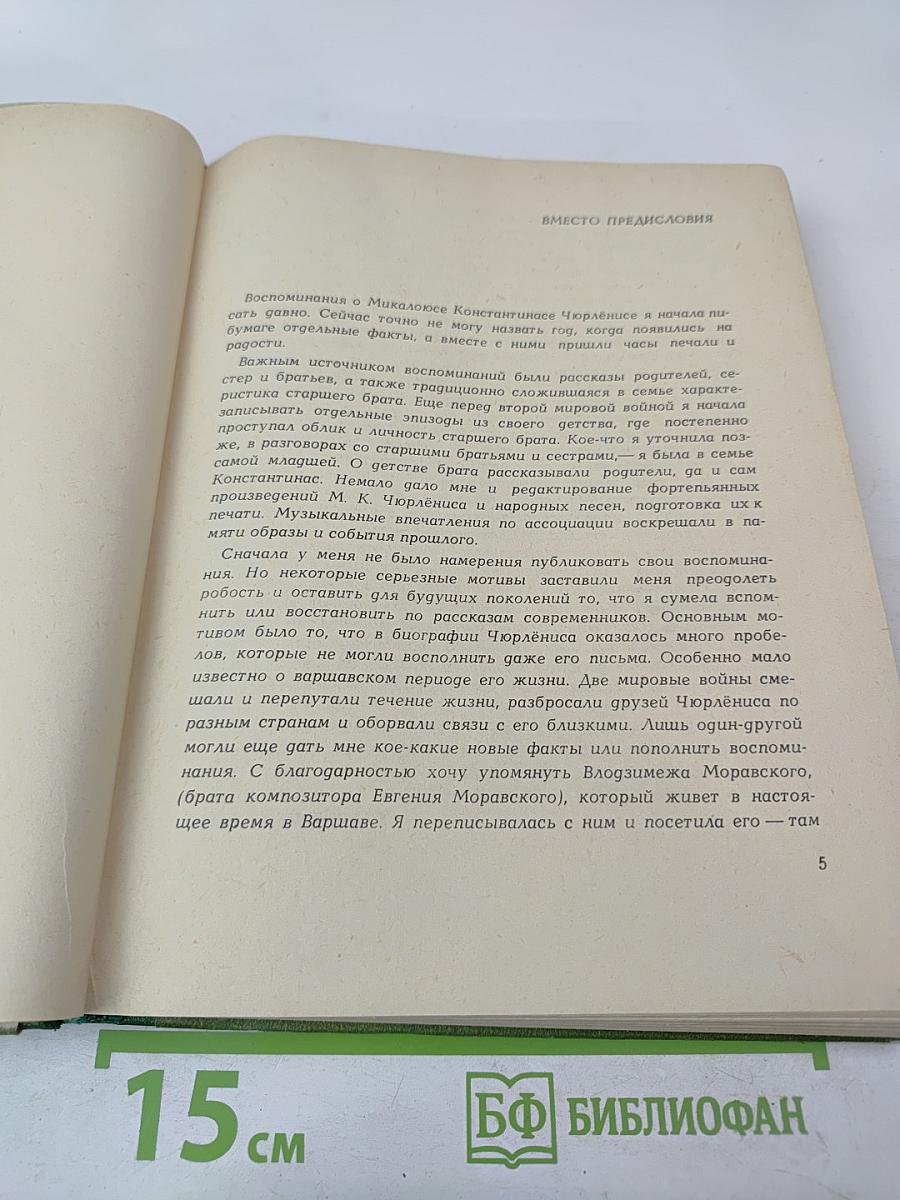 ВМЕСТО ПРЕДИСЛОВИЯ
Воспоминания о Микалоюсе Константинасе Чюрлёнисе я начала пи-
сать давно. Сейчас точно не могу назвать год, когда появились на
бумаге отдельные факты, а вместе с ними пришли часы печали и
радости.
Важным источником воспоминаний были рассказы родителей, се-
стер и братьев, а также традиционно сложившаяся в семье характе-
ристика старшего брата. Еще перед второй мировой войной я начала
записывать отдельные эпизоды из своего детства, где постепенно
проступал облик и личность старшего брата. Кое-что я уточнила поз-
же, в разговорах со старшими братьями и сестрами,— я была в семье
самой младшей. О детстве брата рассказывали родители, да и сам
Константинас. Немало дало мне и редактирование фортепьянных
произведений М. К. Чюрлёниса и народных песен, подготовка их к
печати. Музыкальные впечатления по ассоциации воскрешали в па-
мяти образы и события прошлого.
Сначала у меня не было намерения публиковать свои воспомина-
ния. Но некоторые серьезные мотивы заставили меня преодолеть
робость и оставить для будущих поколений то, что я сумела вспом-
нить или восстановить по рассказам современников. Основным мо-
тивом было то, что в биографии Чюрлёниса оказалось много пробе-
лов, которые не могли восполнить даже его письма. Особенно мало
известно о варшавском периоде его жизни. Две мировые войны сме-
шали и перепутали течение жизни, разбросали друзей Чюрлёниса по
разным странам и оборвали связи с его близкими. Лишь один-другой
могли еще дать мне кое-какие новые факты или пополнить воспоми-
нания. С благодарностью хочу упомянуть Влодзимежа Моравского,
(брата композитора Евгения Моравского), который живет в настоя-
щее время в Варшаве. Я переписывалась с ним и посетила его — там
5
15 см
БФ БИБЛИОФАН